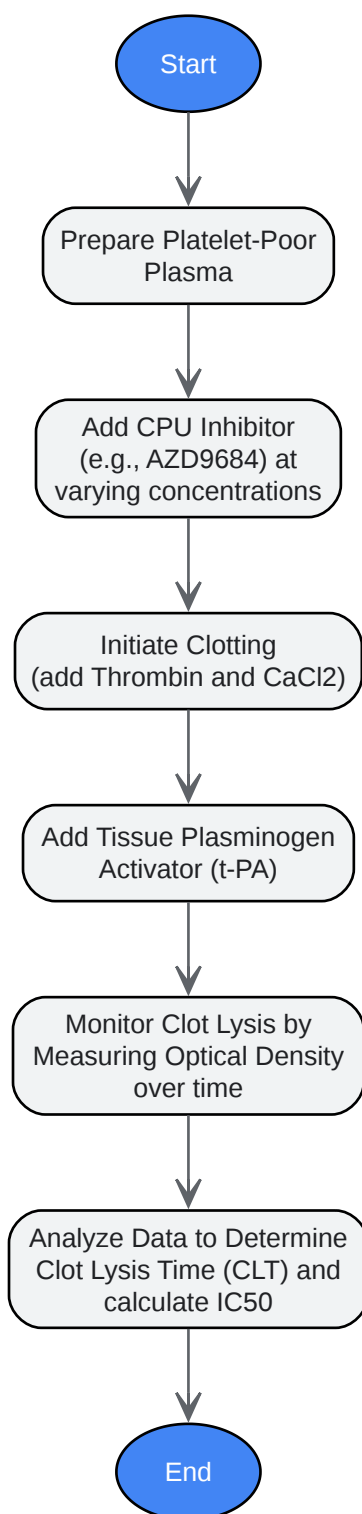 Start
Prepare Platelet-Poor
Plasma
Add CPU Inhibitor
(e.g., AZD9684) at
varying concentrations
Initiate Clotting
(add Thrombin and CaCl2)
Add Tissue Plasminogen
Activator (t-PA)
Monitor Clot Lysis by
Measuring Optical Density
over time
Analyze Data to Determine
Clot Lysis Time (CLT) and
calculate IC50
End